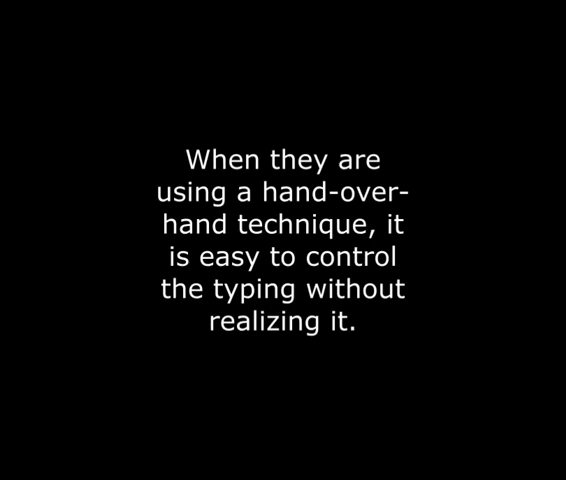 When they are
using a hand-over-
hand technique, it
is easy to control
the typing without
realizing it.